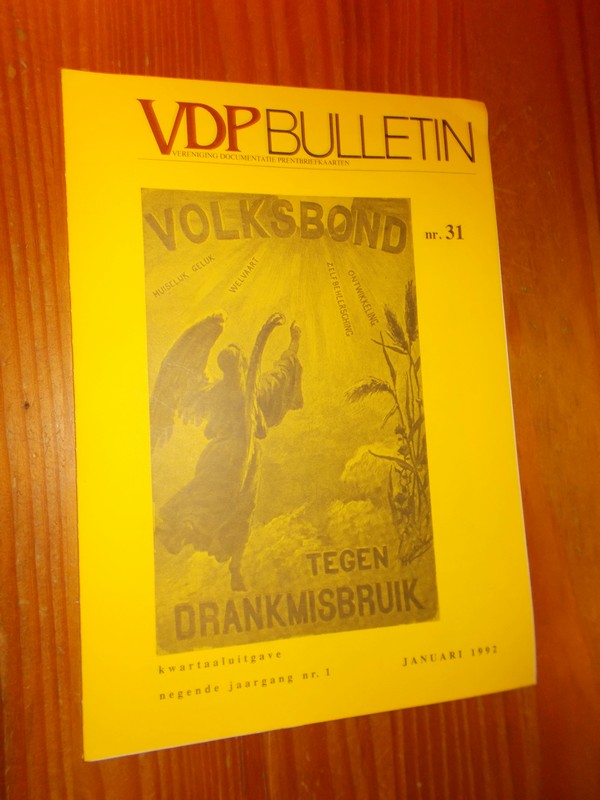 VDP BULLETIN
VERENIGING DOCUMENTATIE PRENTBRIEFKAARTEN
nr. 31
VOLKSBOND
HUISELIJK GELUK
WELVAART
ZELFBEHEERSCHING
ONTWIKKELING
TEGEN
DRANKMISBRUIK
kwartaaluitgave
negende jaargang nr. 1
JANUARI 1992